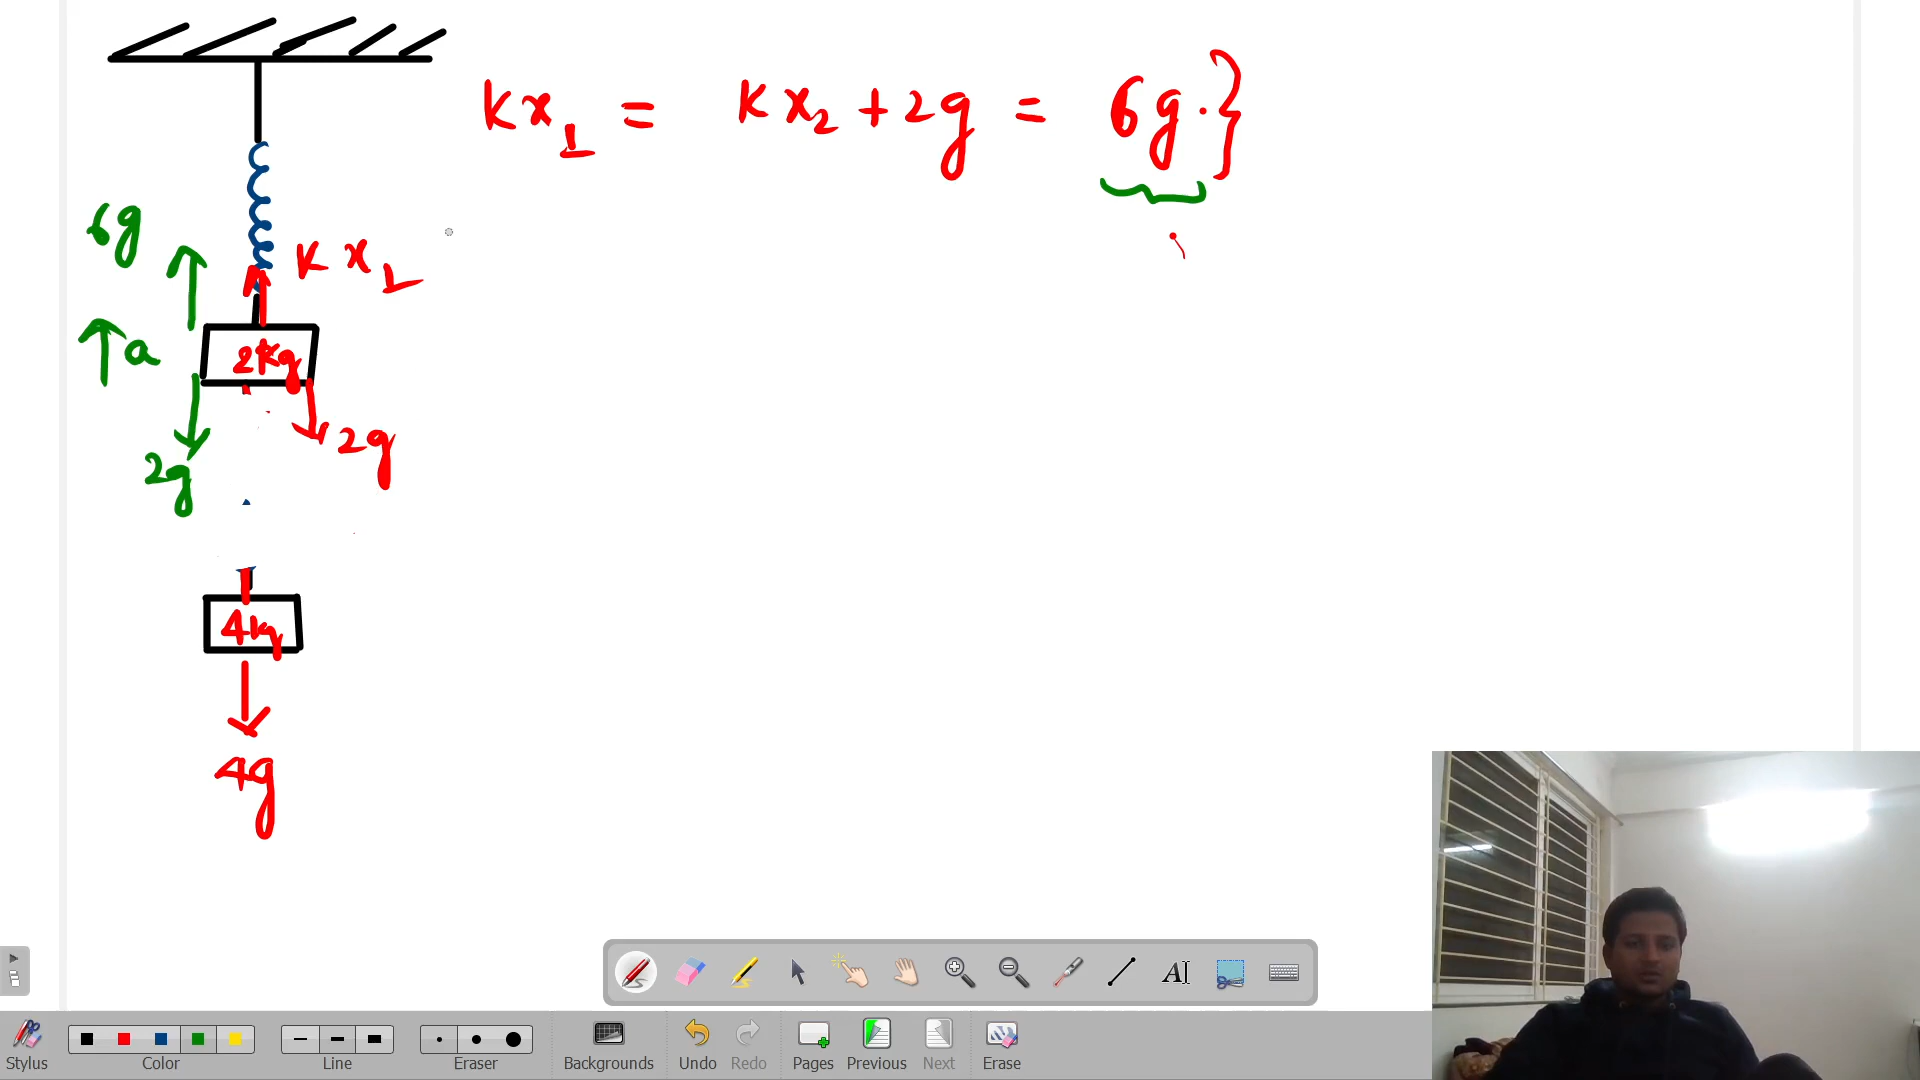 kx₁ = kx₂ + 2g = 6g.}
6g
kx₁
a
2kg
2g
2g
4kg
4g
AI
Stylus
Color
Line
Eraser
Backgrounds
Undo
Redo
Pages
Previous
Next
Erase